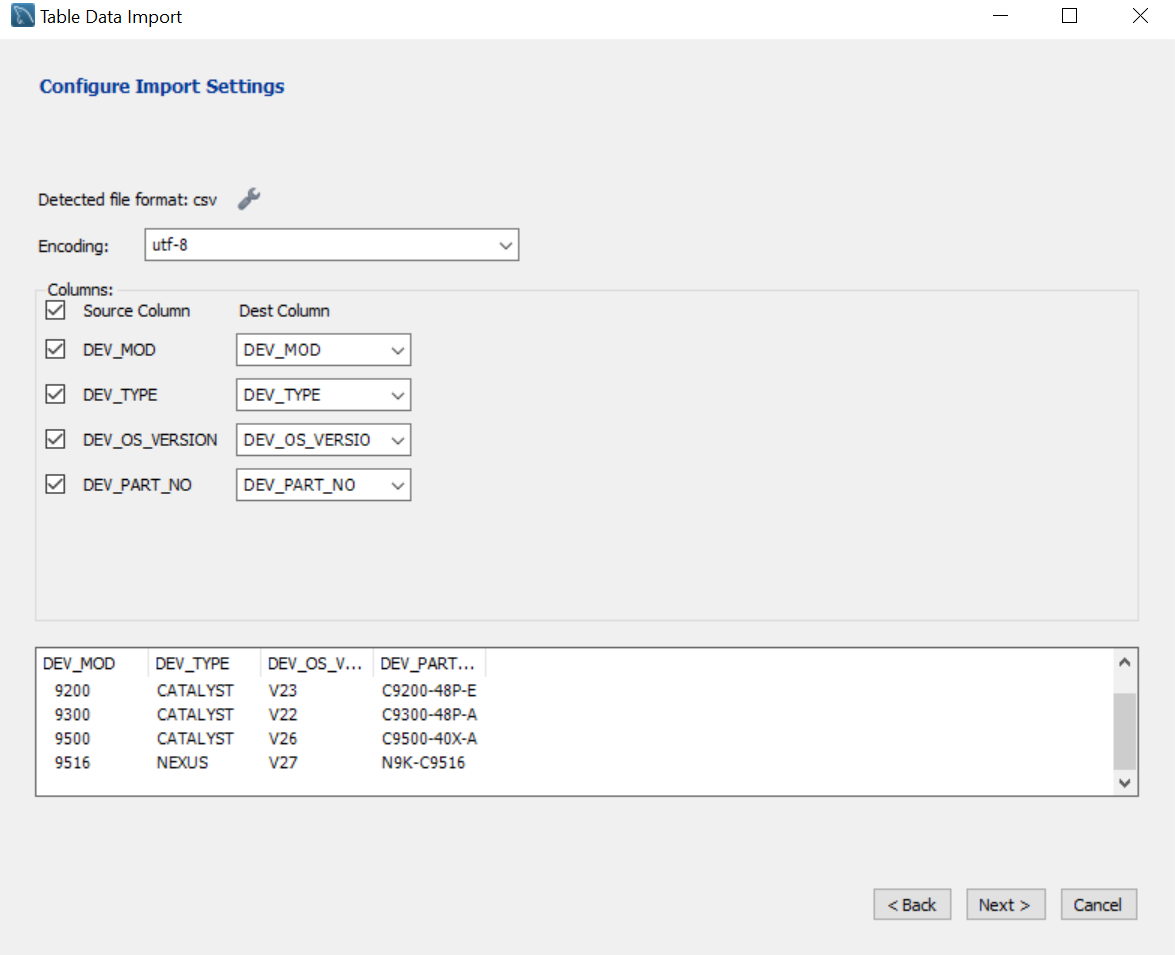 Table Data Import
Configure Import Settings
Detected file format: csv
Encoding: utf-8
Columns:
Source Column Dest Column
DEV_MOD DEV_MOD
DEV_TYPE DEV_TYPE
DEV_OS_VERSION DEV_OS_VERSIO
DEV_PART_NO DEV_PART_NO
DEV_MOD DEV_TYPE DEV_OS_V... DEV_PART...
9200 CATALYST V23 C9200-48P-E
9300 CATALYST V22 C9300-48P-A
9500 CATALYST V26 C9500-40X-A
9516 NEXUS V27 N9K-C9516
< Back Next > Cancel